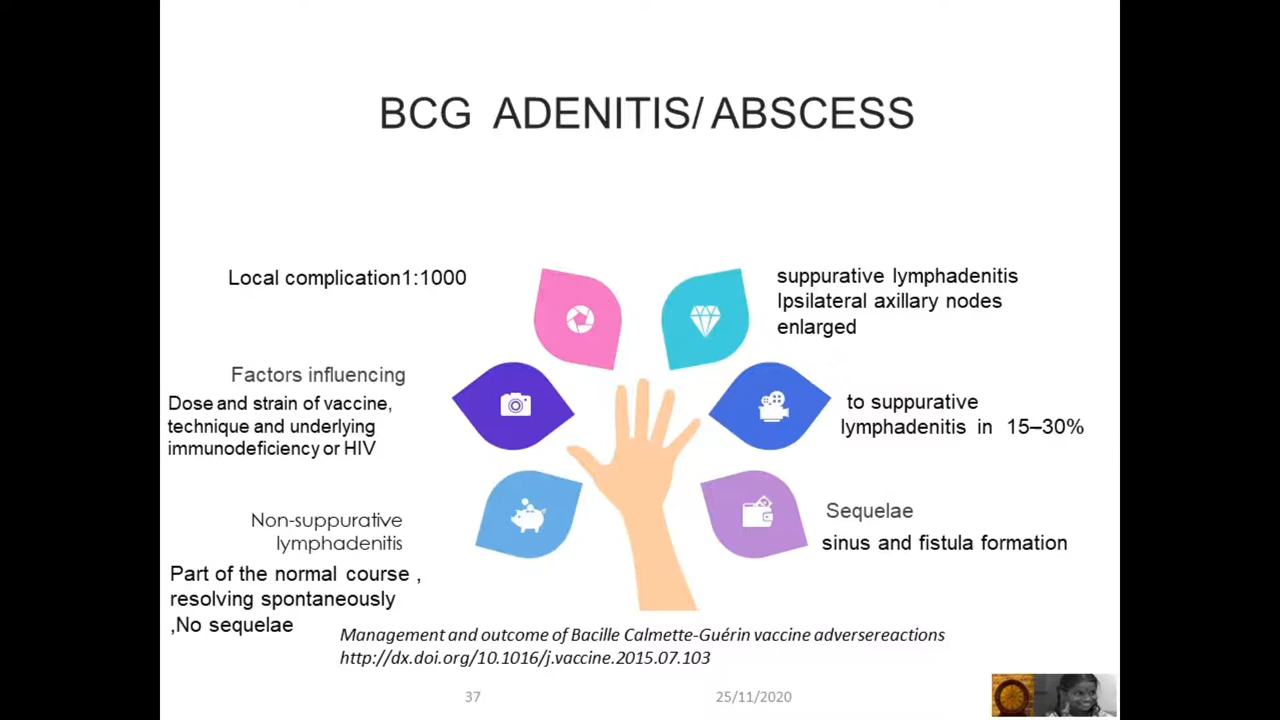 BCG ADENITIS/ ABSCESS
Local complication1:1000
Factors influencing
Dose and strain of vaccine,
technique and underlying
immunodeficiency or HIV
Non-suppurative
lymphadenitis
Part of the normal course ,
resolving spontaneously
,No sequelae
suppurative lymphadenitis
Ipsilateral axillary nodes
enlarged
to suppurative
lymphadenitis in 15–30%
Sequelae
sinus and fistula formation
Management and outcome of Bacille Calmette-Guérin vaccine adversereactions
http://dx.doi.org/10.1016/j.vaccine.2015.07.103
37
25/11/2020